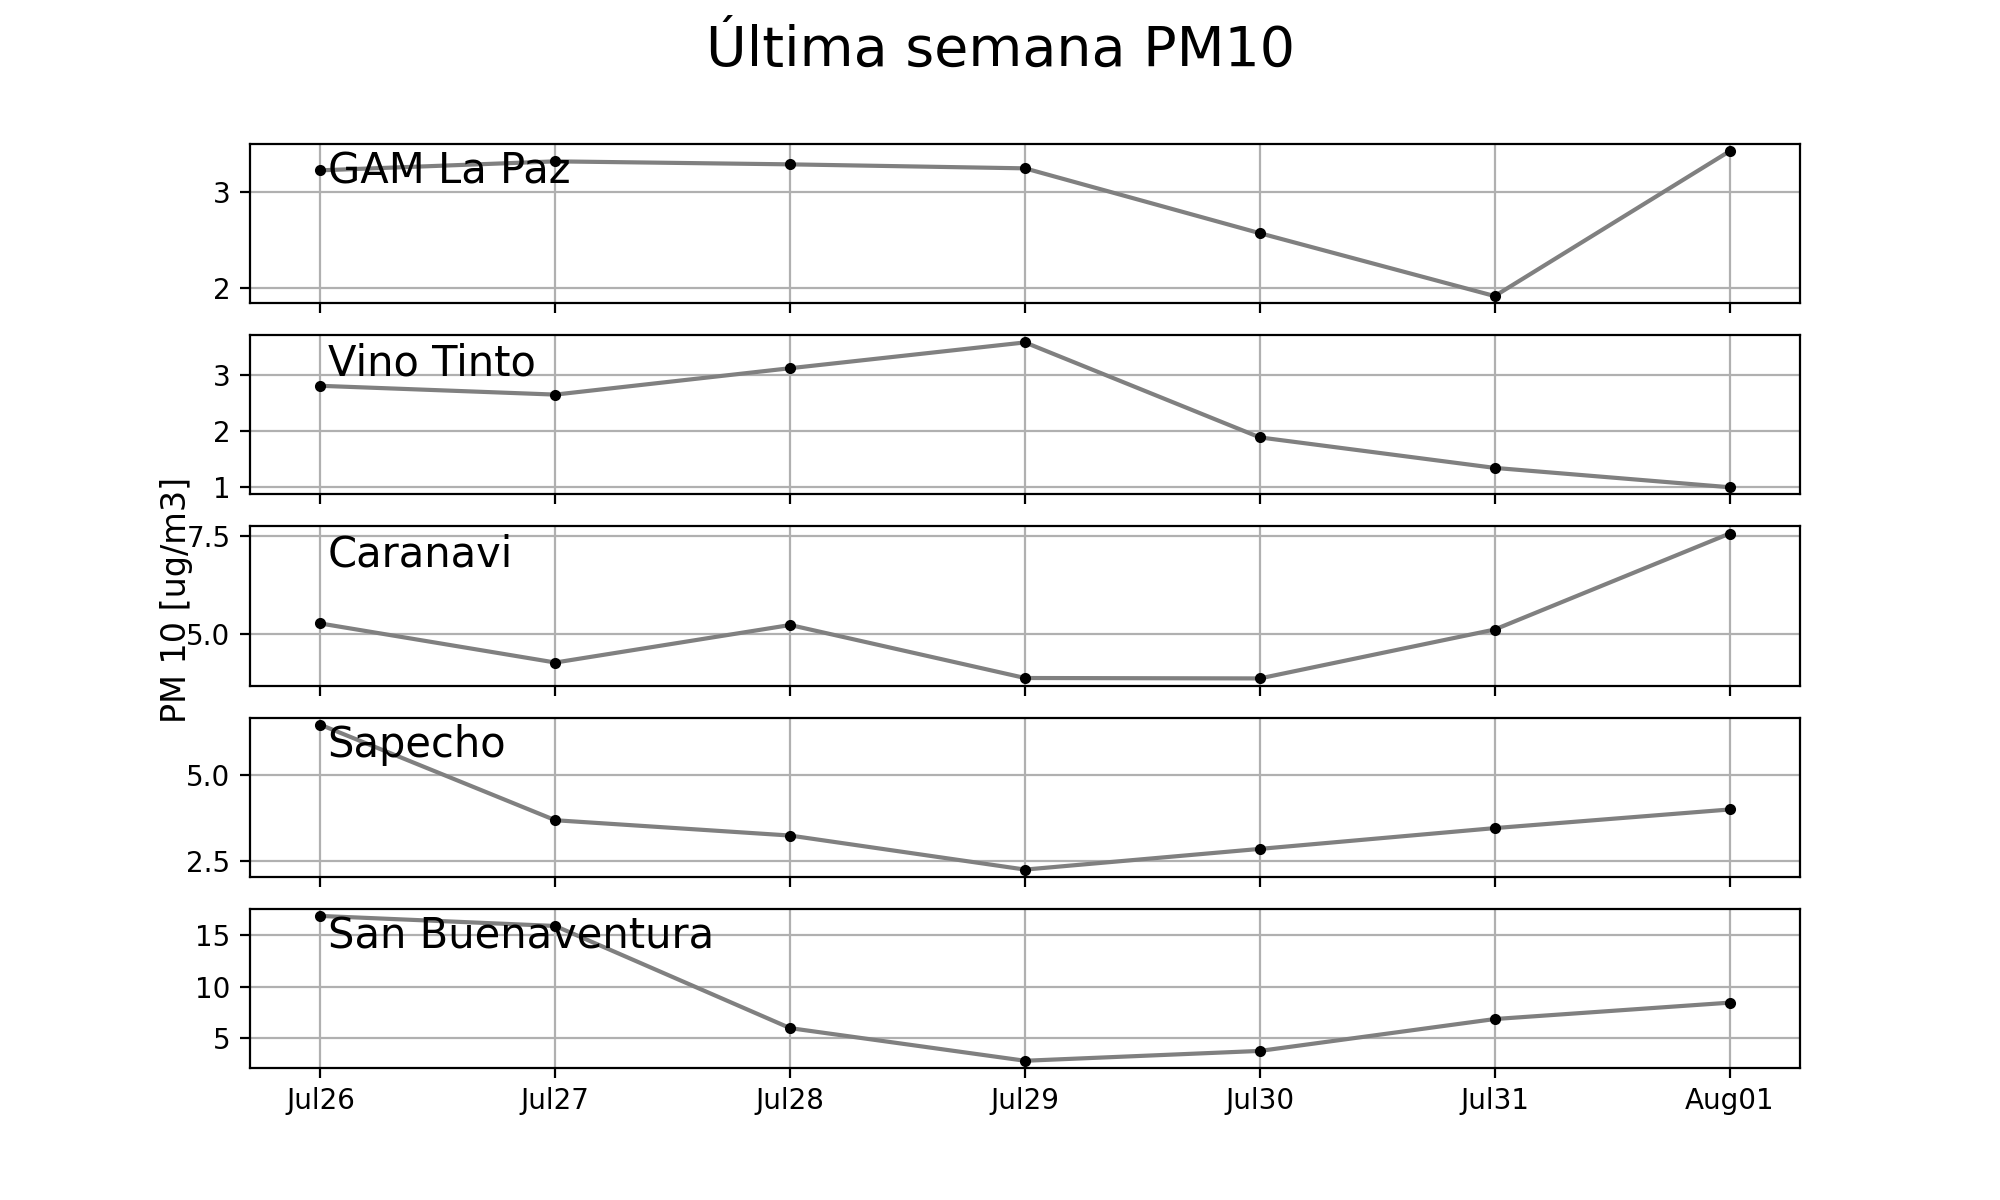 Última semana PM10
GAM La Paz
3
2
Vino Tinto
3
2
1
PM 10 [ug/m3]
Caranavi
7.5
5.0
Sapecho
5.0
2.5
San Buenaventura
15
10
5
Jul26 Jul27 Jul28 Jul29 Jul30 Jul31 Aug01